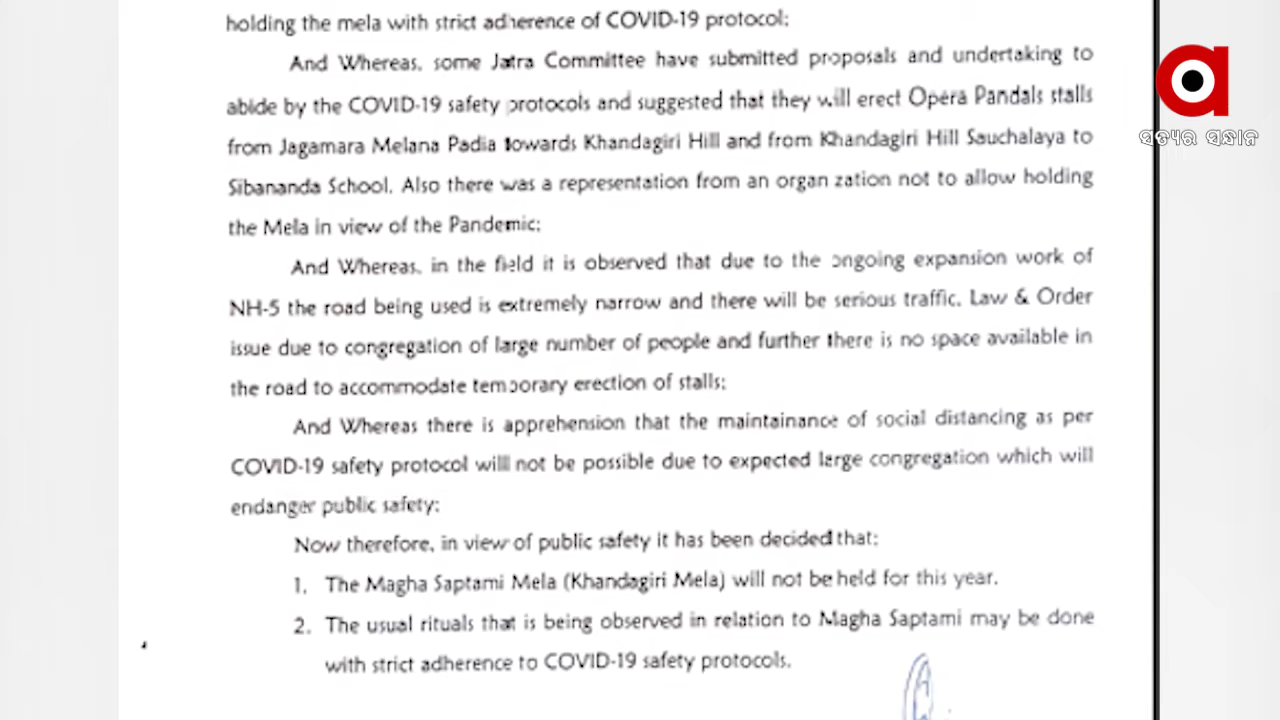 holding the mela with strict adherence of COVID-19 protocol;
And Whereas, some Jatra Committee have submitted proposals and undertaking to
abide by the COVID-19 safety protocols and suggested that they will erect Opera Pandals stalls
from Jagamara Melana Padia towards Khandagiri Hill and from Khandagiri Hill Sauchalaya to
Sibananda School. Also there was a representation from an organ zation not to allow holding
the Mela in view of the Pandemic;
And Whereas, in the field it is observed that due to the ongoing expansion work of
NH-5 the road being used is extremely narrow and there will be serious traffic, Law & Order
issue due to congregation of large number of people and further there is no space available in
the road to accommodate temporary erection of stalls;
And Whereas there is apprehension that the maintainance of social distancing as per
COVID-19 safety protocol will not be possible due to expected large congregation which will
endanger public safety;
Now therefore, in view of public safety it has been decided that;
1. The Magha Saptami Mela (Khandagiri Mela) will not be held for this year.
2. The usual rituals that is being observed in relation to Magha Saptami may be done
with strict adherence to COVID-19 safety protocols.
a
ସତ୍ୟର ସନ୍ଧାନ